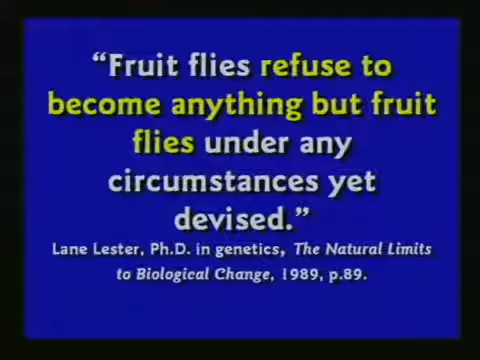 “Fruit flies refuse to
become anything but fruit
flies under any
circumstances yet
devised.”
Lane Lester, Ph.D. in genetics, The Natural Limits
to Biological Change, 1989, p.89.